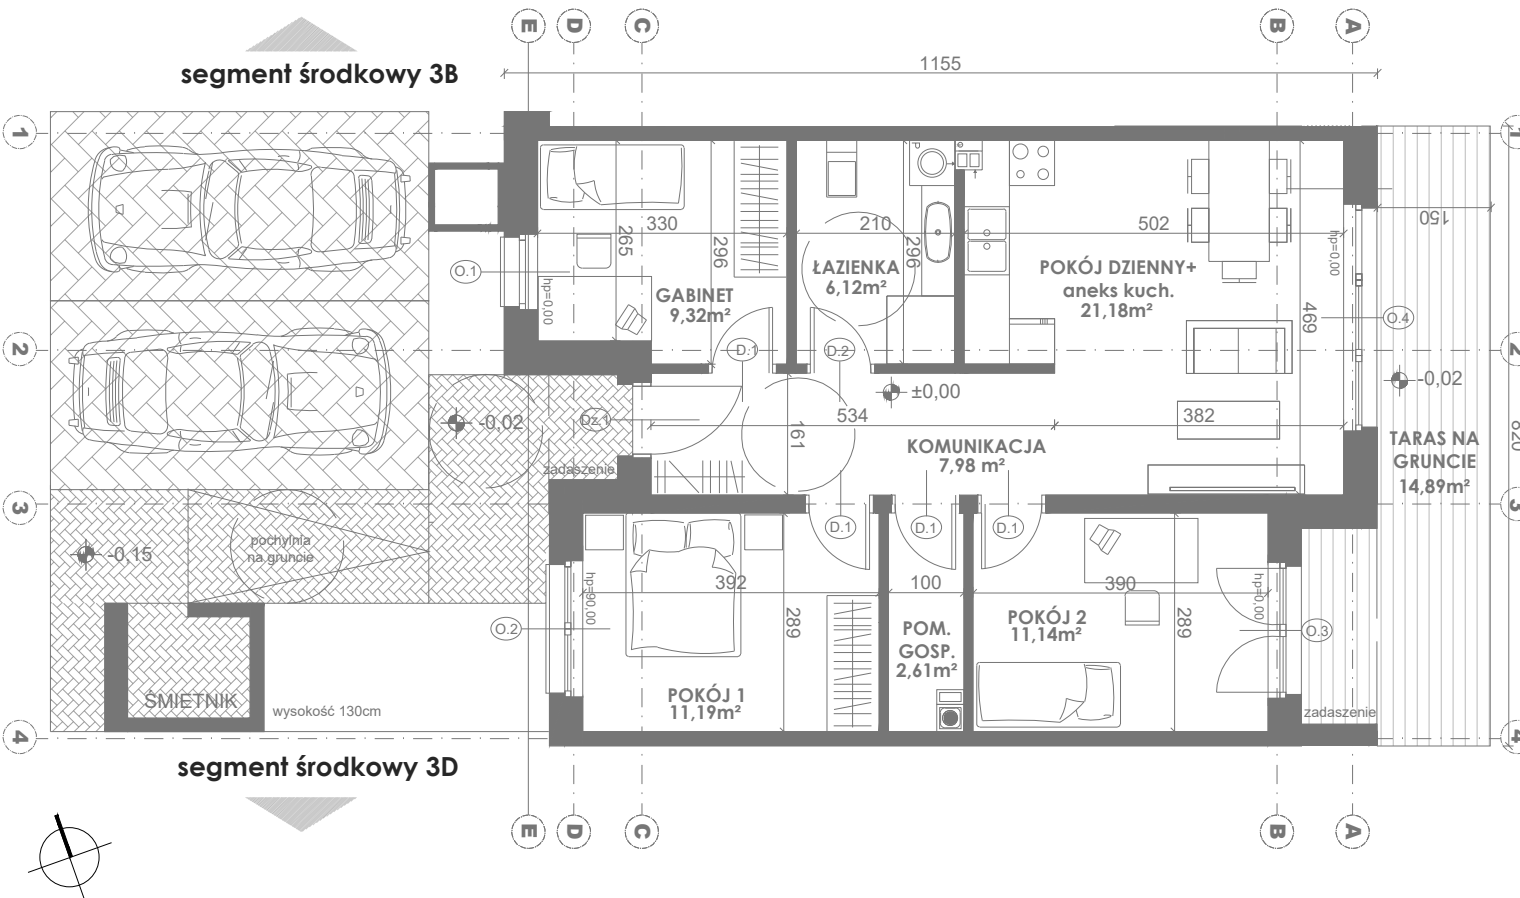 E
D
C
B
A
segment środkowy 3B
1155
1
1
330
265
296
210
296
502
150
hp=0,00
O.1
hp=0,00
GABINET
9,32m²
ŁAZIENKA
6,12m²
POKÓJ DZIENNY+
aneks kuch.
21,18m²
469
O.4
2
2
D.1
D.2
±0,00
-0,02
-0,02
Dz.1
534
161
382
620
zadaszenie
KOMUNIKACJA
7,98 m²
TARAS NA
GRUNCIE
14,89m²
3
3
D.1
D.1
D.1
-0,15
pochylnia
na gruncie
392
100
390
hp=90,00
289
289
hp=0,00
O.2
O.3
POM.
GOSP.
2,61m²
POKÓJ 2
11,14m²
POKÓJ 1
11,19m²
ŚMIETNIK
wysokość 130cm
zadaszenie
4
4
segment środkowy 3D
E
D
C
B
A
P